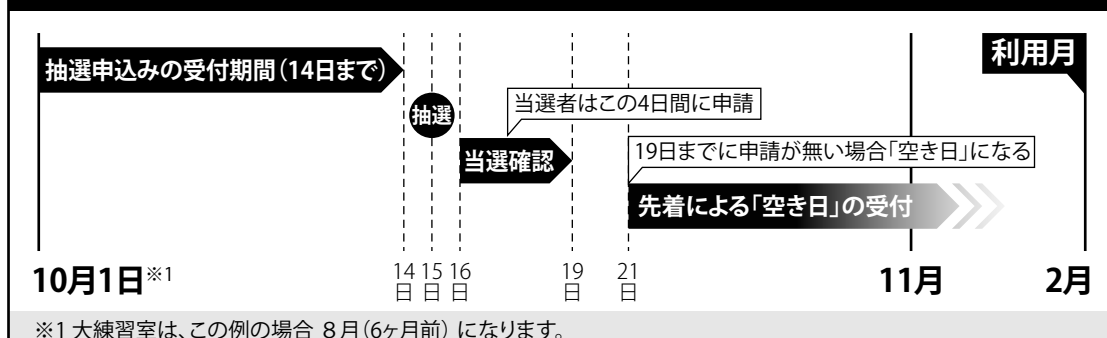 利用月
抽選申込みの受付期間（14日まで）
抽選
当選者はこの4日間に申請
当選確認
19日までに申請が無い場合「空き日」になる
先着による「空き日」の受付
10月1日※1
14日
15日
16日
19日
21日
11月
2月
※1 大練習室は、この例の場合 8月（6ヶ月前）になります。